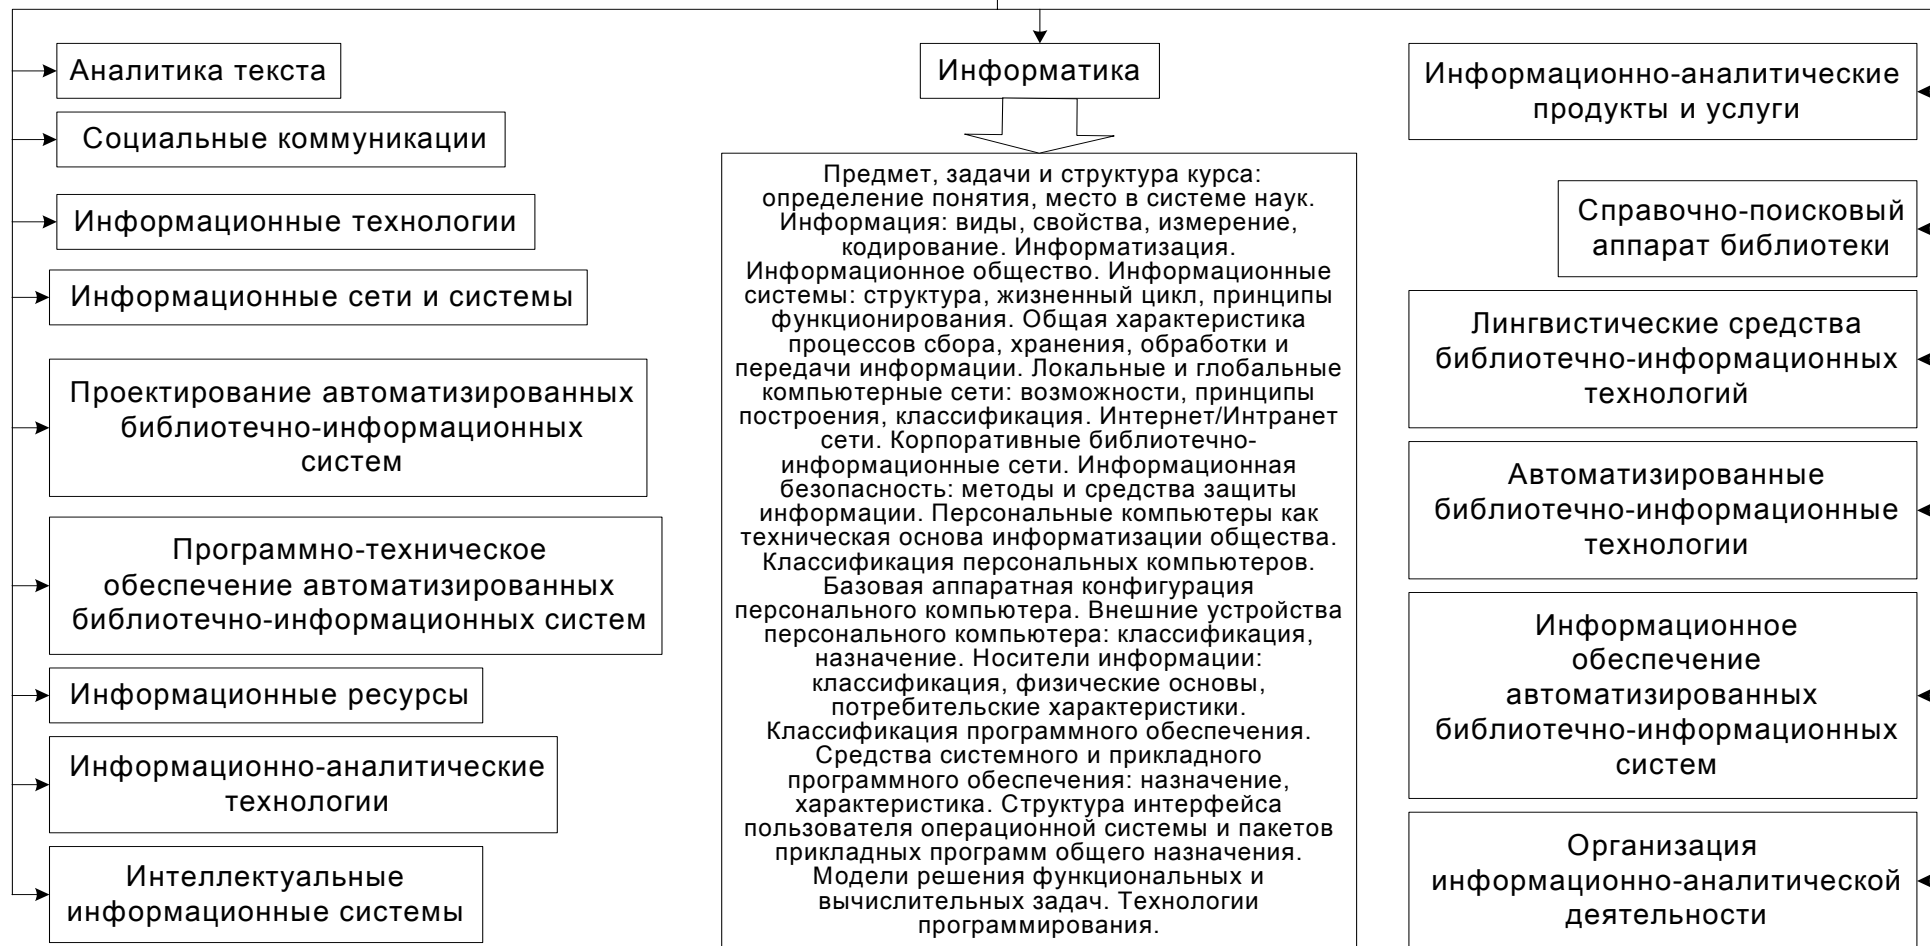 Аналитика текста
Социальные коммуникации
Информационные технологии
Информационные сети и системы
Проектирование автоматизированных
библиотечно-информационных
систем
Программно-техническое
обеспечение автоматизированных
библиотечно-информационных систем
Информационные ресурсы
Информационно-аналитические
технологии
Интеллектуальные
информационные системы
Информатика
Предмет, задачи и структура курса:
определение понятия, место в системе наук.
Информация: виды, свойства, измерение,
кодирование. Информатизация.
Информационное общество. Информационные
системы: структура, жизненный цикл, принципы
функционирования. Общая характеристика
процессов сбора, хранения, обработки и
передачи информации. Локальные и глобальные
компьютерные сети: возможности, принципы
построения, классификация. Интернет/Интранет
сети. Корпоративные библиотечно-
информационные сети. Информационная
безопасность: методы и средства защиты
информации. Персональные компьютеры как
техническая основа информатизации общества.
Классификация персональных компьютеров.
Базовая аппаратная конфигурация
персонального компьютера. Внешние устройства
персонального компьютера: классификация,
назначение. Носители информации:
классификация, физические основы,
потребительские характеристики.
Классификация программного обеспечения.
Средства системного и прикладного
программного обеспечения: назначение,
характеристика. Структура интерфейса
пользователя операционной системы и пакетов
прикладных программ общего назначения.
Модели решения функциональных и
вычислительных задач. Технологии
программирования.
Информационно-аналитические
продукты и услуги
Справочно-поисковый
аппарат библиотеки
Лингвистические средства
библиотечно-информационных
технологий
Автоматизированные
библиотечно-информационные
технологии
Информационное
обеспечение
автоматизированных
библиотечно-информационных
систем
Организация
информационно-аналитической
деятельности